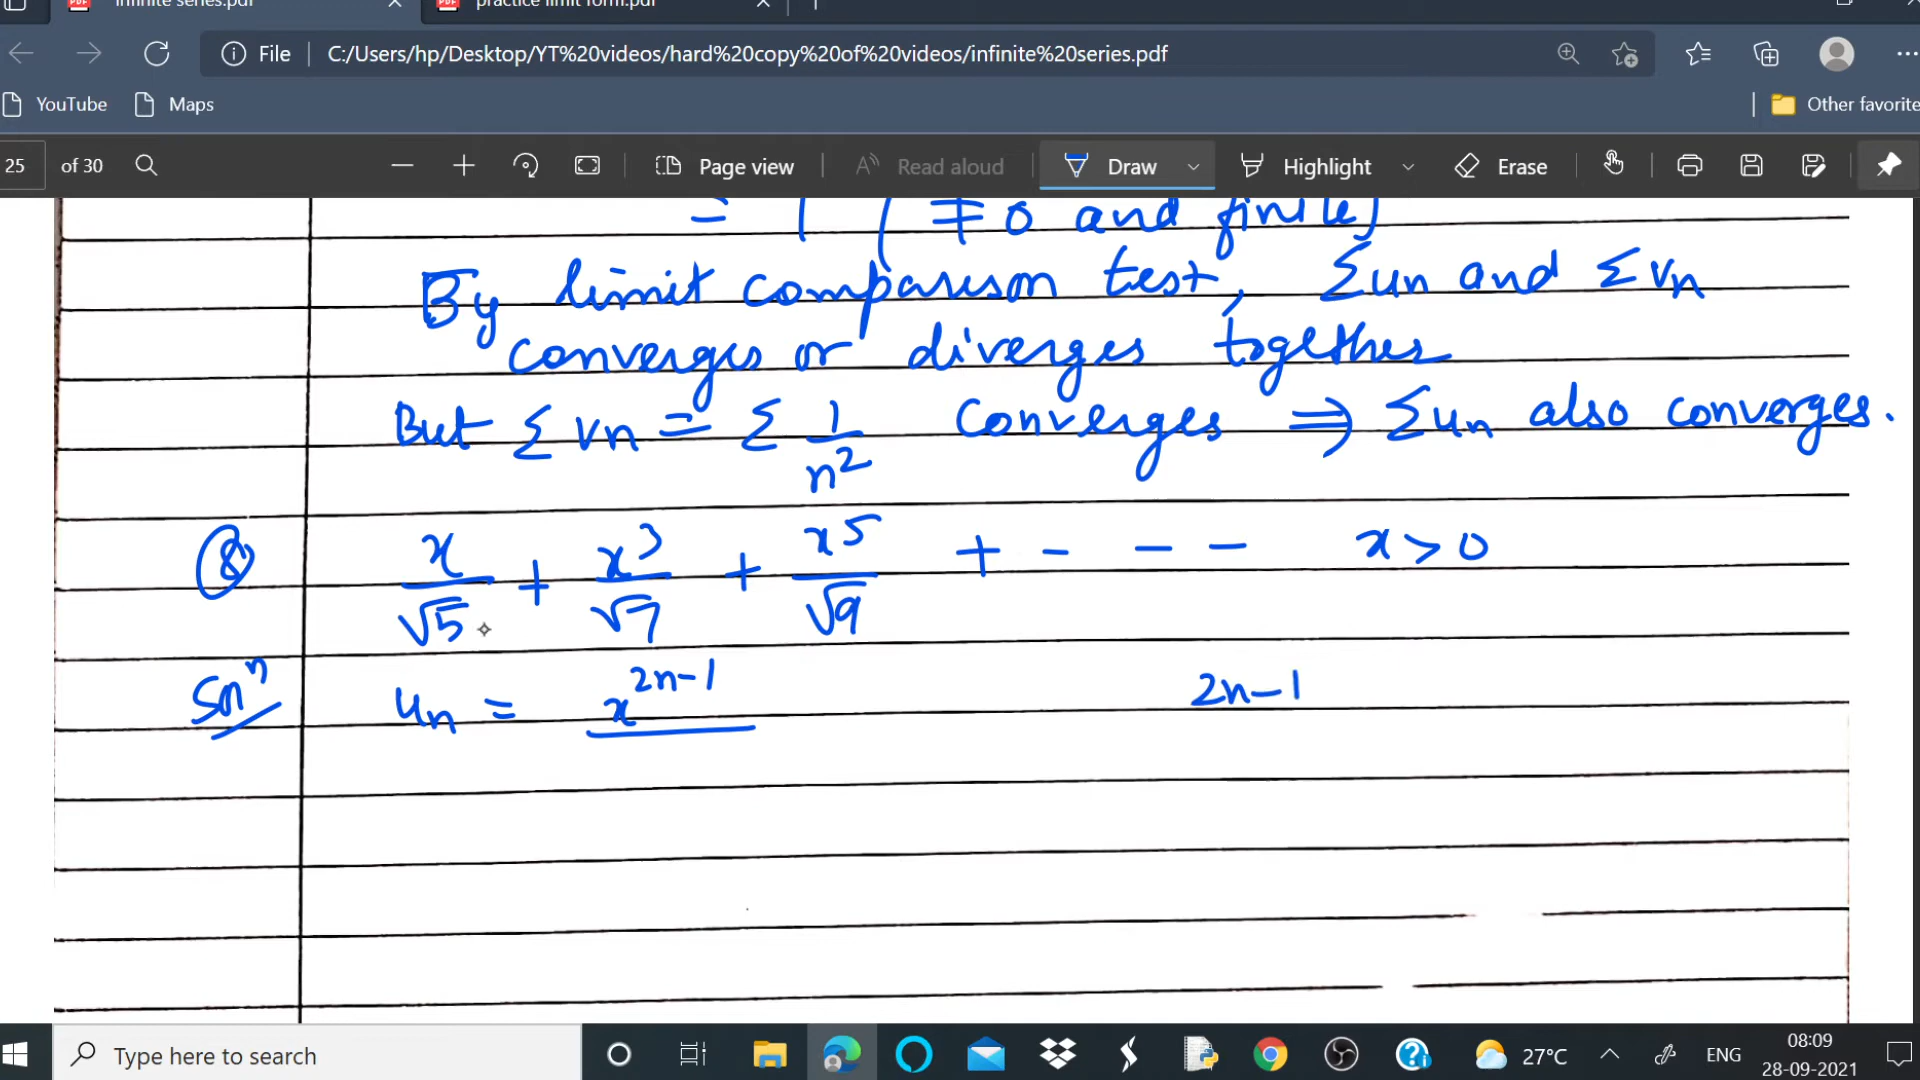 infinite series.pdf
practice limit form.pdf
File C:/Users/hp/Desktop/YT%20videos/hard%20copy%20of%20videos/infinite%20series.pdf
YouTube Maps Other favorite
25 of 30 Page view Read aloud Draw Highlight Erase
= 1 ( ≠ 0 and finite)
By limit comparison test, Σun and Σvn
converges or diverges together
But Σ vn = Σ 1/n² converges ⇒ Σun also converges.
x/√5 + x³/√7 + x⁵/√9 + - - - x > 0
Solⁿ un = x^(2n-1) 2n-1
Type here to search
27°C ENG 08:09
28-09-2021